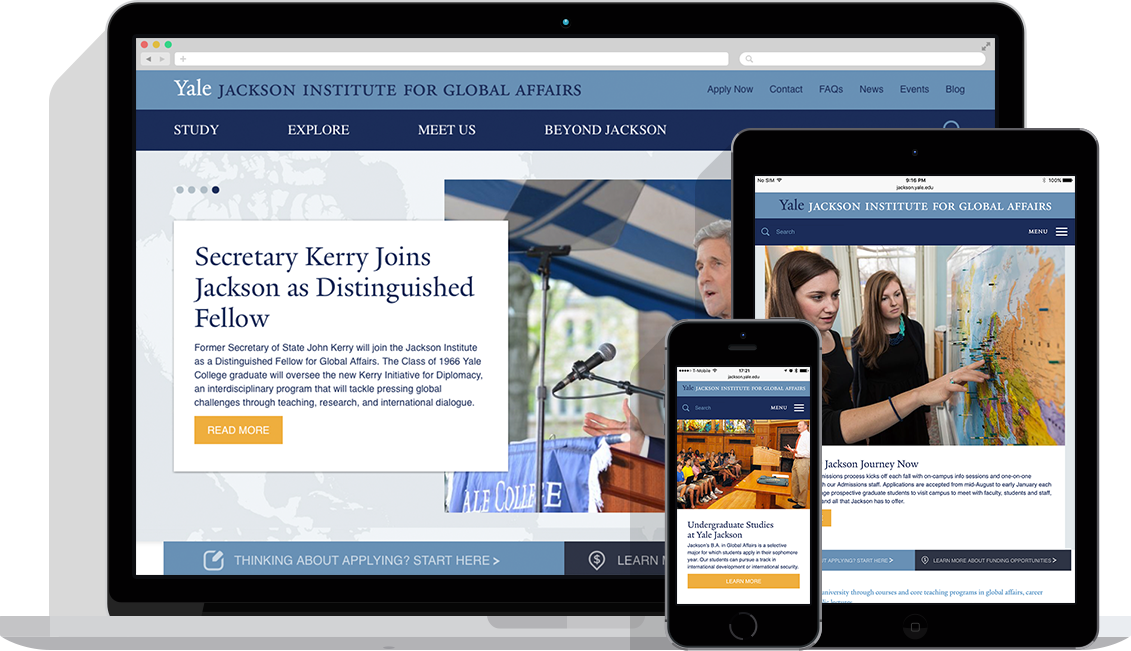 Yale JACKSON INSTITUTE FOR GLOBAL AFFAIRS
Apply Now Contact FAQs News Events Blog
STUDY EXPLORE MEET US BEYOND JACKSON
Secretary Kerry Joins
Jackson as Distinguished
Fellow
Former Secretary of State John Kerry will join the Jackson Institute
as a Distinguished Fellow for Global Affairs. The Class of 1966 Yale
College graduate will oversee the new Kerry Initiative for Diplomacy,
an interdisciplinary program that will tackle pressing global
challenges through teaching, research, and international dialogue.
READ MORE
ALE COLLEGE
THINKING ABOUT APPLYING? START HERE >
LEARN
No SIM 9:16 PM 100%
jackson.yale.edu
Yale JACKSON INSTITUTE FOR GLOBAL AFFAIRS
Search MENU
Jackson Journey Now
missions process kicks off each fall with on-campus info sessions and one-on-one
h our Admissions staff. Applications are accepted from mid-August to early January each
ge prospective graduate students to visit campus to meet with faculty, students and staff,
and all that Jackson has to offer.
T APPLYING? START HERE >
LEARN MORE ABOUT FUNDING OPPORTUNITIES >
university through courses and core teaching programs in global affairs, career
T-Mobile 17:21
jackson.yale.edu
Yale JACKSON INSTITUTE FOR GLOBAL AFFAIRS
Search MENU
Undergraduate Studies
at Yale Jackson
Jackson's B.A. in Global Affairs is a selective
major for which students apply in their sophomore
year. Our students can pursue a track in
international development or international security.
LEARN MORE